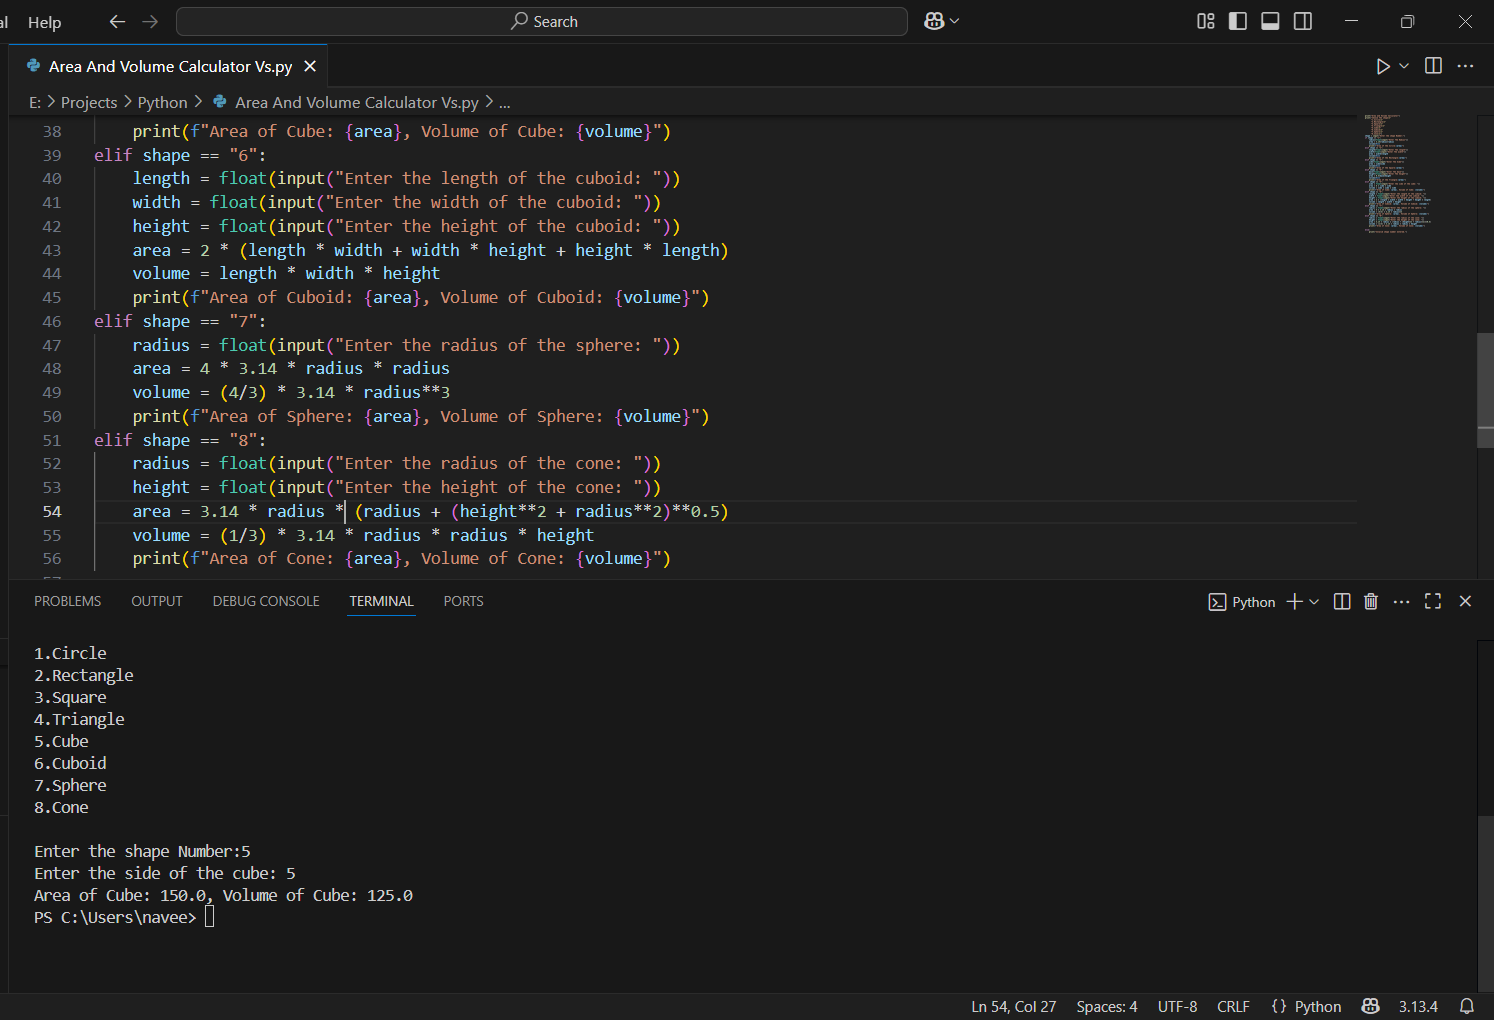 Help
Search
Area And Volume Calculator Vs.py
E: > Projects > Python > Area And Volume Calculator Vs.py > ...
38 print(f"Area of Cube: {area}, Volume of Cube: {volume}")
39 elif shape == "6":
40 length = float(input("Enter the length of the cuboid: "))
41 width = float(input("Enter the width of the cuboid: "))
42 height = float(input("Enter the height of the cuboid: "))
43 area = 2 * (length * width + width * height + height * length)
44 volume = length * width * height
45 print(f"Area of Cuboid: {area}, Volume of Cuboid: {volume}")
46 elif shape == "7":
47 radius = float(input("Enter the radius of the sphere: "))
48 area = 4 * 3.14 * radius * radius
49 volume = (4/3) * 3.14 * radius**3
50 print(f"Area of Sphere: {area}, Volume of Sphere: {volume}")
51 elif shape == "8":
52 radius = float(input("Enter the radius of the cone: "))
53 height = float(input("Enter the height of the cone: "))
54 area = 3.14 * radius * (radius + (height**2 + radius**2)**0.5)
55 volume = (1/3) * 3.14 * radius * radius * height
56 print(f"Area of Cone: {area}, Volume of Cone: {volume}")
PROBLEMS OUTPUT DEBUG CONSOLE TERMINAL PORTS Python
1.Circle
2.Rectangle
3.Square
4.Triangle
5.Cube
6.Cuboid
7.Sphere
8.Cone
Enter the shape Number:5
Enter the side of the cube: 5
Area of Cube: 150.0, Volume of Cube: 125.0
PS C:\Users\navee>
Ln 54, Col 27 Spaces: 4 UTF-8 CRLF {} Python 3.13.4